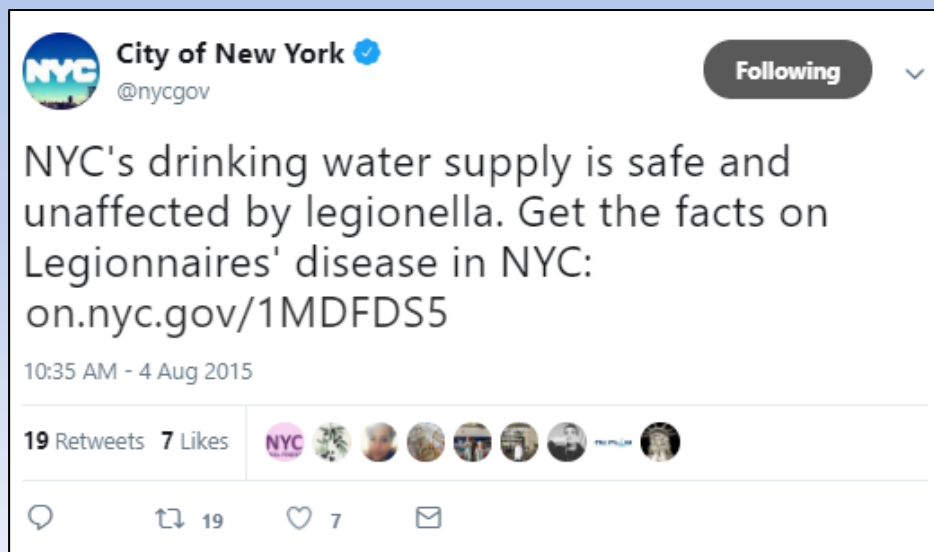 NYC
City of New York
@nycgov
Following
NYC's drinking water supply is safe and
unaffected by legionella. Get the facts on
Legionnaires' disease in NYC:
on.nyc.gov/1MDFDS5
10:35 AM - 4 Aug 2015
19 Retweets 7 Likes
NYC
19 7